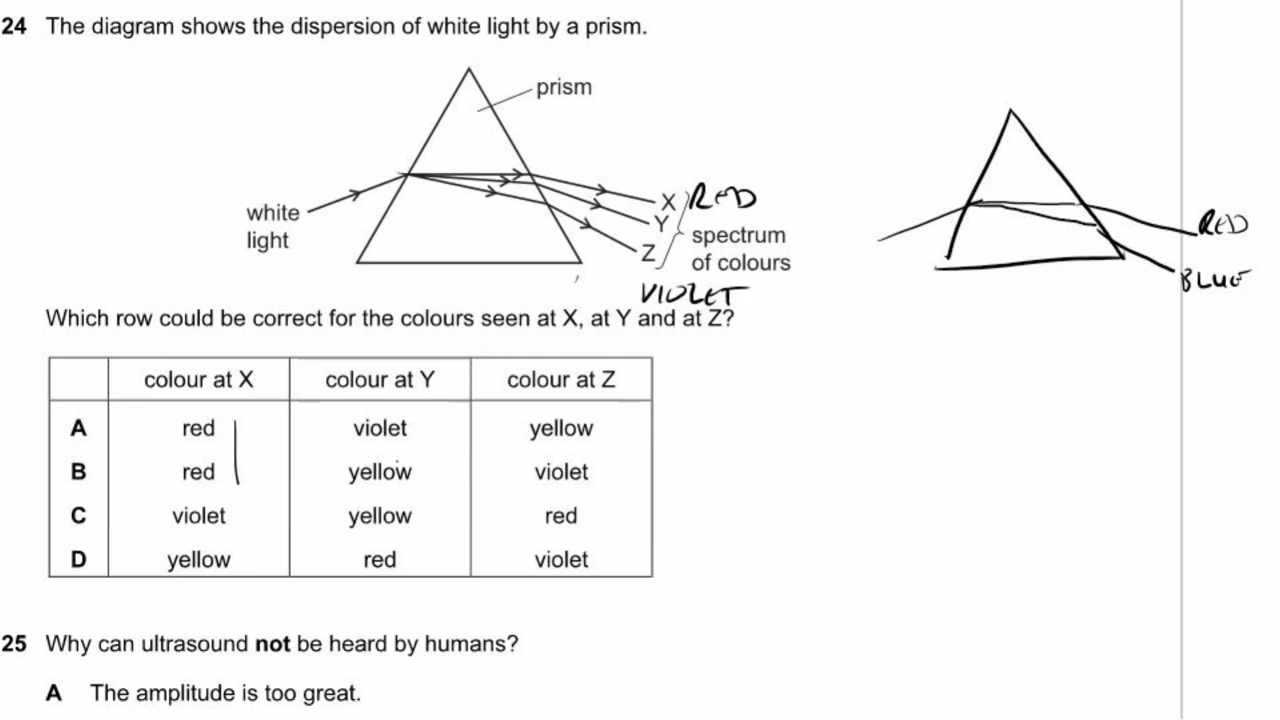 24 The diagram shows the dispersion of white light by a prism.
prism
white
light
X RED
Y
Z
spectrum
of colours
VIOLET
RED
BLUE
Which row could be correct for the colours seen at X, at Y and at Z?
colour at X colour at Y colour at Z
A red violet yellow
B red yellow violet
C violet yellow red
D yellow red violet
25 Why can ultrasound not be heard by humans?
A The amplitude is too great.